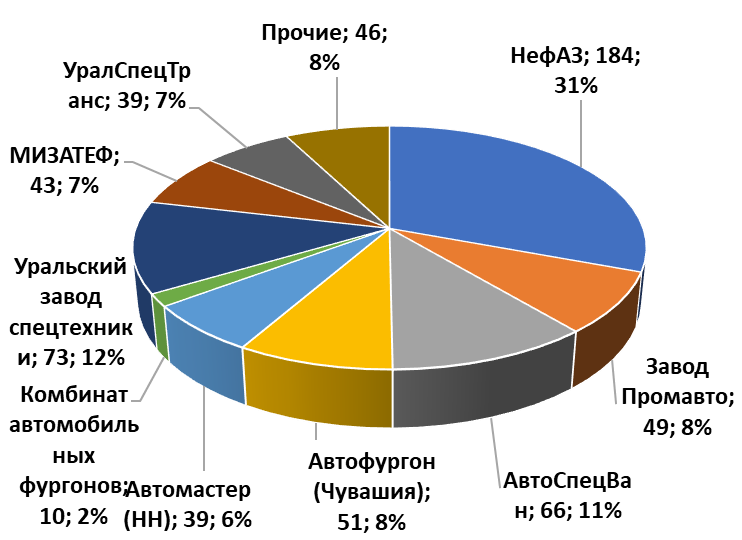 Прочие; 46;
8%
НефАЗ; 184;
31%
УралСпецТр
анс; 39; 7%
МИЗАТЕФ;
43; 7%
Уральский
завод
спецтехник
и; 73; 12%
Комбинат
автомобиль
ных
фургонов;
10; 2%
Автомастер
(НН); 39; 6%
Автофургон
(Чувашия);
51; 8%
АвтоСпецВа
н; 66; 11%
Завод
Промавто;
49; 8%